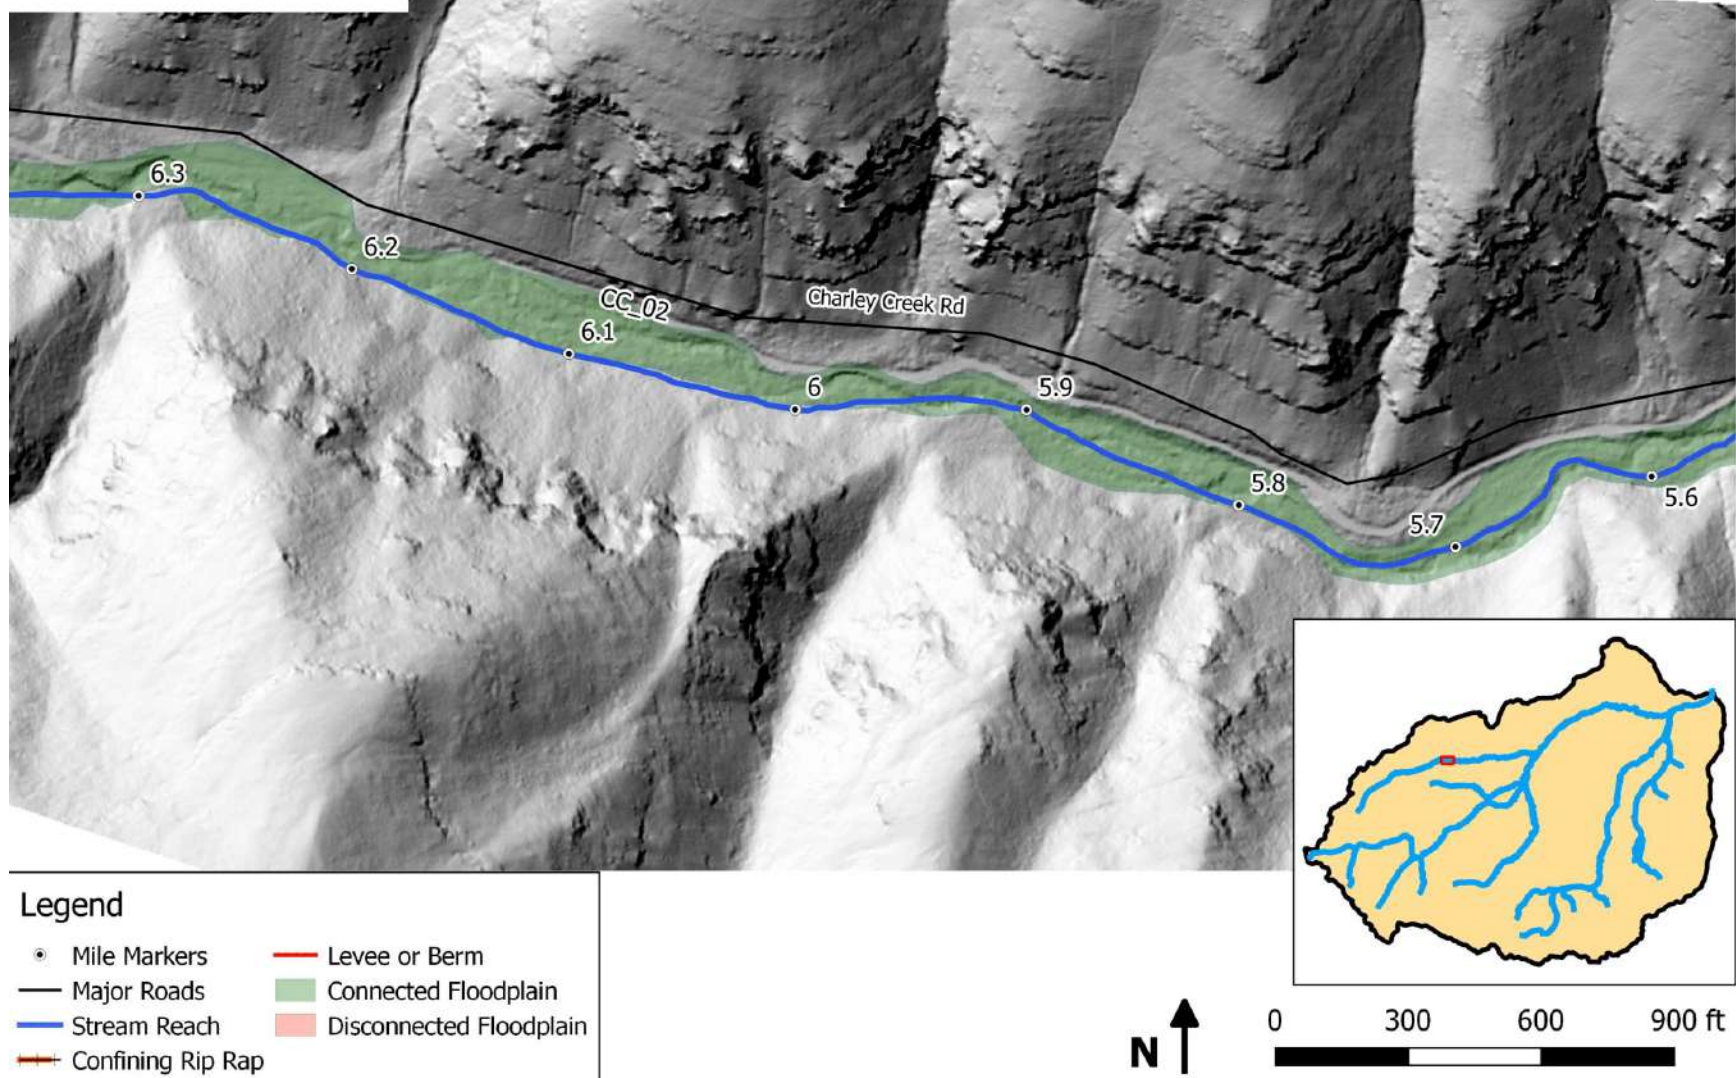 6.3
6.2
CC_02
Charley Creek Rd
6.1
6
5.9
5.8
5.7
5.6
Legend
Mile Markers
Major Roads
Stream Reach
Confining Rip Rap
Levee or Berm
Connected Floodplain
Disconnected Floodplain
N
0 300 600 900 ft